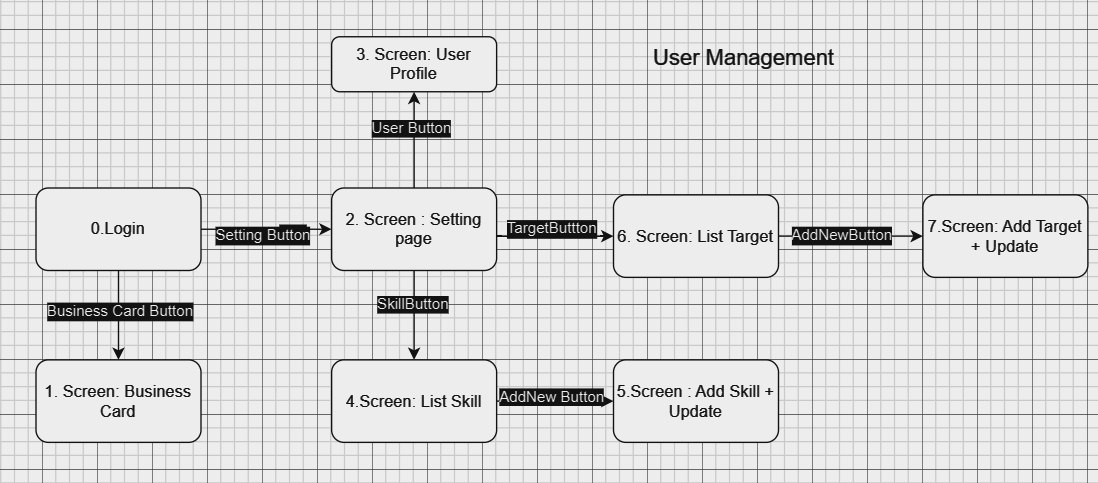 3. Screen: User
Profile
User Management
User Button
0.Login
Setting Button
2. Screen : Setting
page
TargetButtton
6. Screen: List Target
AddNewButton
7.Screen: Add Target
+ Update
Business Card Button
SkillButton
1. Screen: Business
Card
4.Screen: List Skill
AddNew Button
5.Screen : Add Skill +
Update